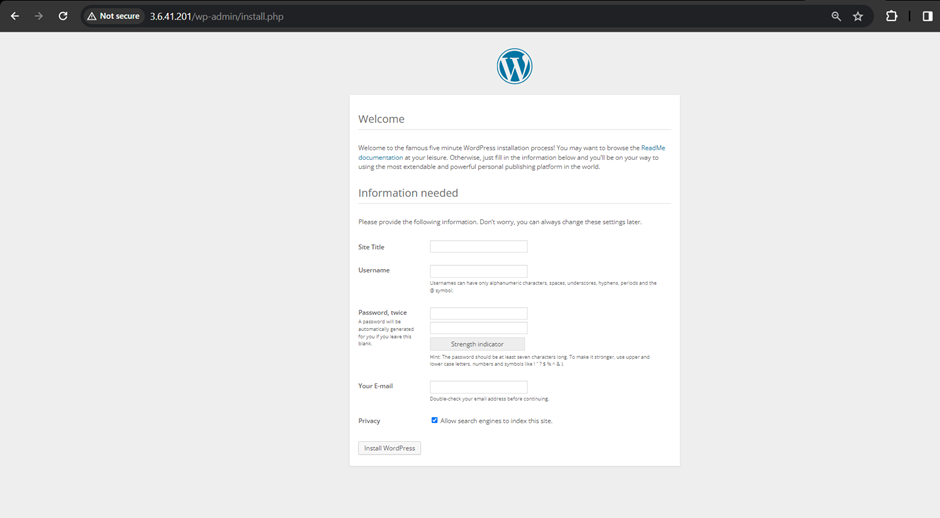 Not secure 3.6.41.201/wp-admin/install.php
Welcome
Welcome to the famous five minute WordPress installation process! You may want to browse the ReadMe
documentation at your leisure. Otherwise, just fill in the information below and you'll be on your way to
using the most extendable and powerful personal publishing platform in the world.
Information needed
Please provide the following information. Don't worry, you can always change these settings later.
Site Title
Username
Usernames can have only alphanumeric characters, spaces, underscores, hyphens, periods and the
@ symbol.
Password, twice
A password will be
automatically generated
for you if you leave this
blank.
Strength indicator
Hint: The password should be at least seven characters long. To make it stronger, use upper and
lower case letters, numbers and symbols like ! " ? $ % ^ & ).
Your E-mail
Double-check your email address before continuing.
Privacy
Allow search engines to index this site.
Install WordPress